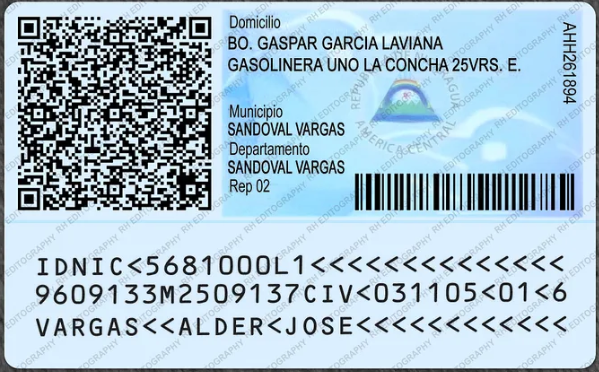 Domicilio
BO. GASPAR GARCIA LAVIANA
GASOLINERA UNO LA CONCHA 25VRS. E.
AHH261894
REPUBLICA DE NICARAGUA
AMERICA CENTRAL
Municipio
SANDOVAL VARGAS
Departamento
SANDOVAL VARGAS
Rep 02
IDNIC<5681000L1<<<<<<<<<<<<<<
9609133M2509137CIV<031105<01<6
VARGAS<<ALDER<JOSE<<<<<<<<<<<<
RH EDITOGRAPHY